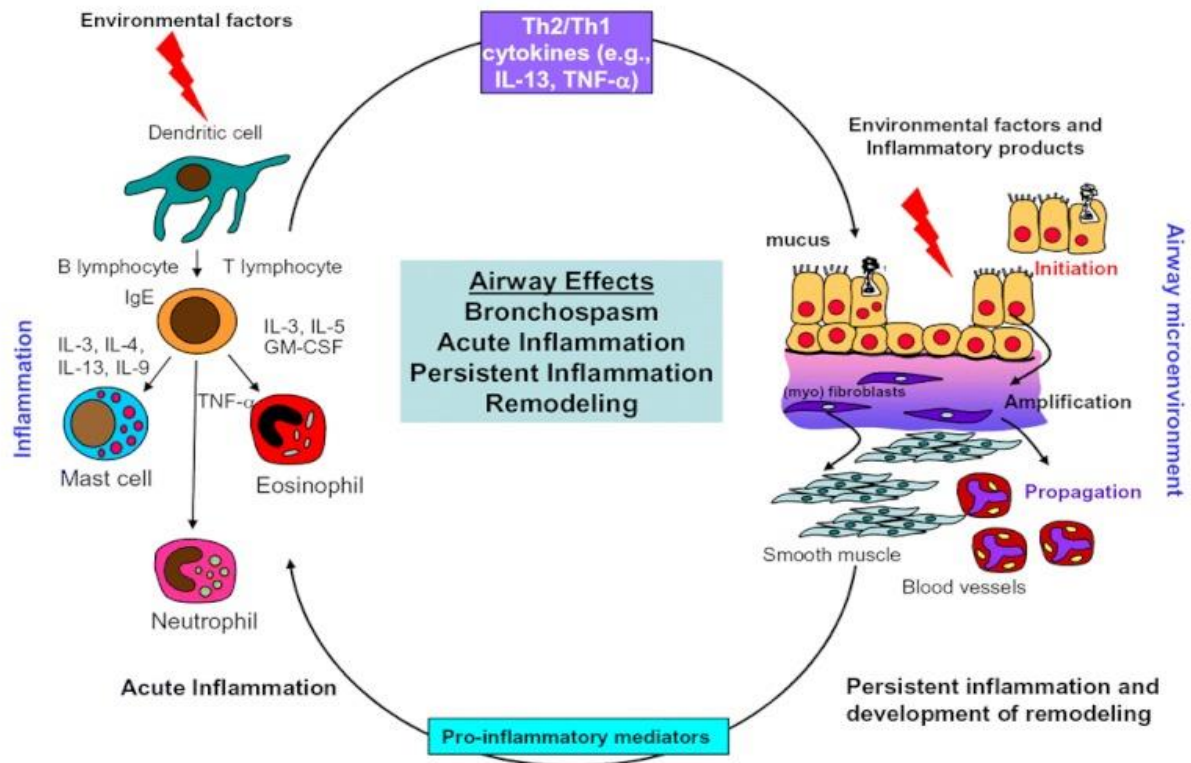 Environmental factors
Dendritic cell
B lymphocyte
T lymphocyte
IgE
IL-3, IL-4,
IL-13, IL-9
IL-3, IL-5
GM-CSF
TNF-α
Mast cell
Eosinophil
Neutrophil
Inflammation
Acute Inflammation
Th2/Th1
cytokines (e.g.,
IL-13, TNF-α)
Airway Effects
Bronchospasm
Acute Inflammation
Persistent Inflammation
Remodeling
Pro-inflammatory mediators
Environmental factors and
Inflammatory products
mucus
Initiation
(myo) fibroblasts
Amplification
Propagation
Smooth muscle
Blood vessels
Airway microenvironment
Persistent inflammation and
development of remodeling